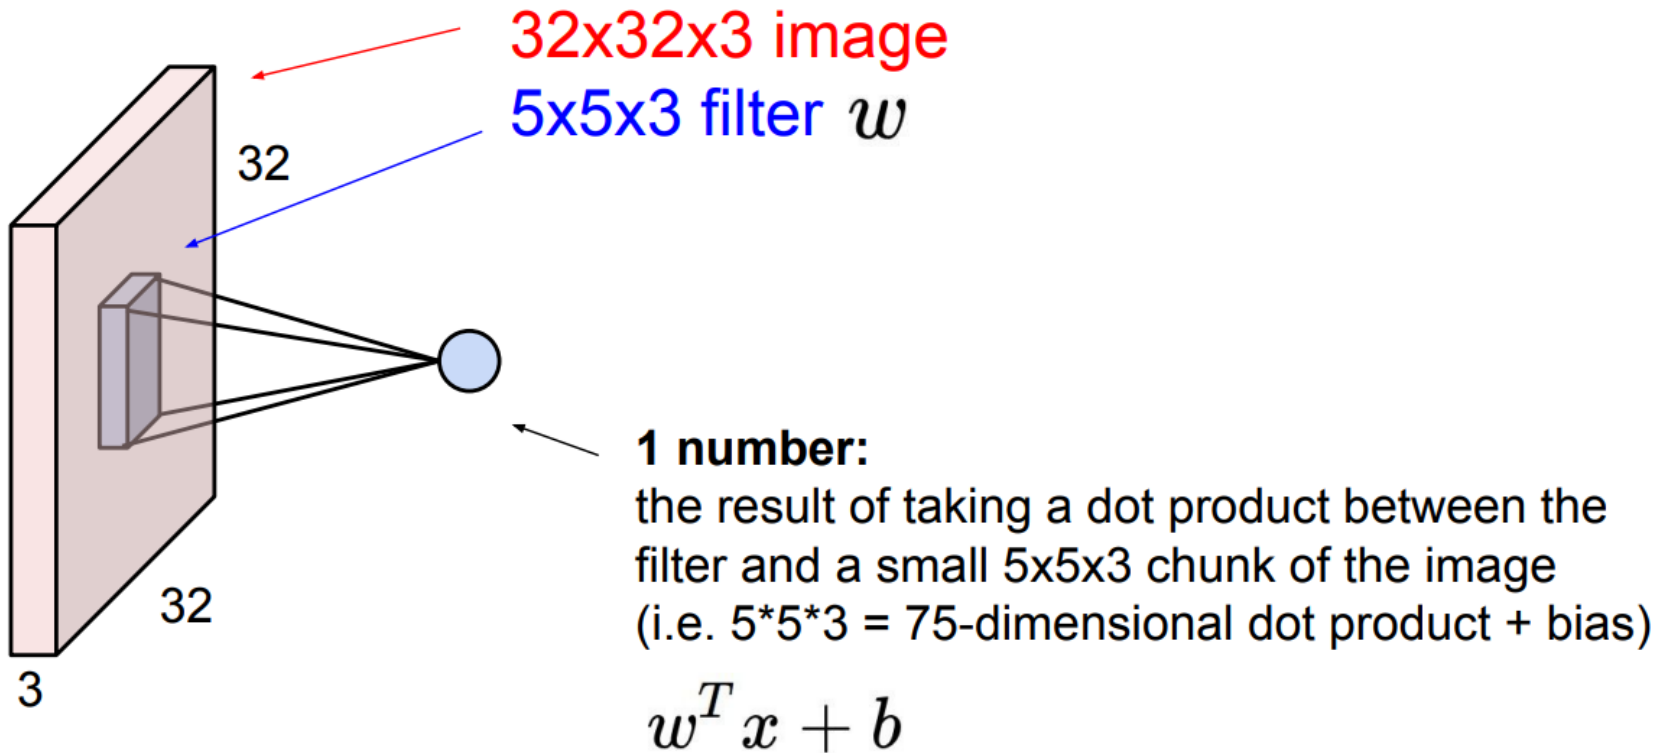 32x32x3 image
5x5x3 filter w
32
32
3
1 number:
the result of taking a dot product between the
filter and a small 5x5x3 chunk of the image
(i.e. 5*5*3 = 75-dimensional dot product + bias)
w^T x + b